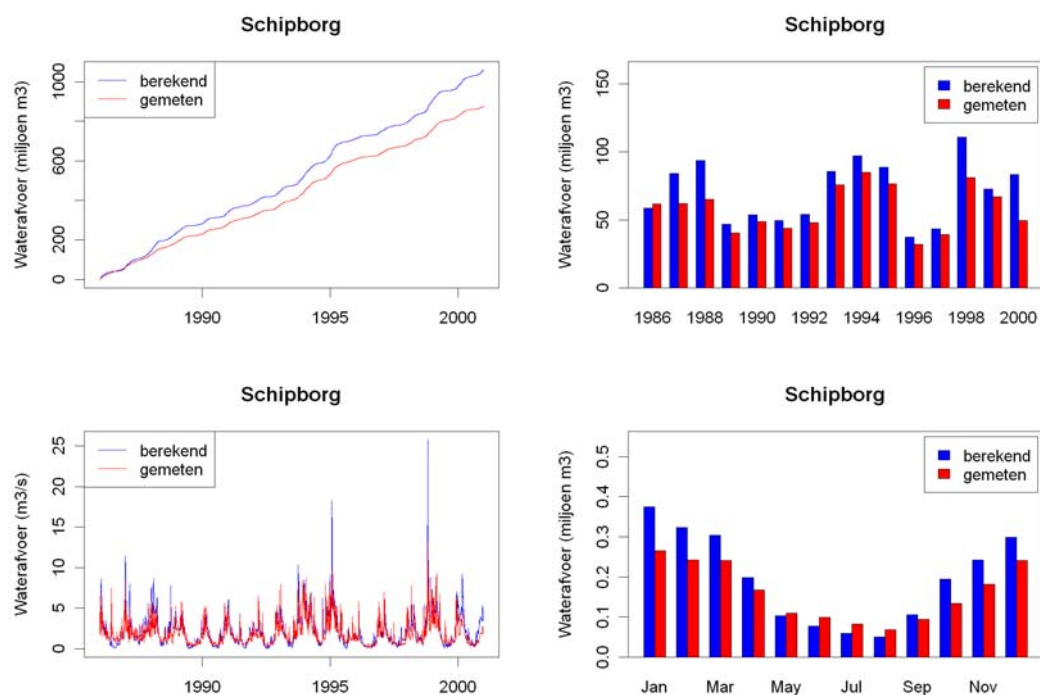 Schipborg
Waterafvoer (miljoen m3)
0
200
600
1000
berekend
gemeten
1990
1995
2000
Schipborg
Waterafvoer (miljoen m3)
0
50
100
150
berekend
gemeten
1986
1988
1990
1992
1994
1996
1998
2000
Schipborg
Waterafvoer (m3/s)
0
5
10
15
20
25
berekend
gemeten
1990
1995
2000
Schipborg
Waterafvoer (miljoen m3)
0.0
0.1
0.2
0.3
0.4
0.5
berekend
gemeten
Jan
Mar
May
Jul
Sep
Nov